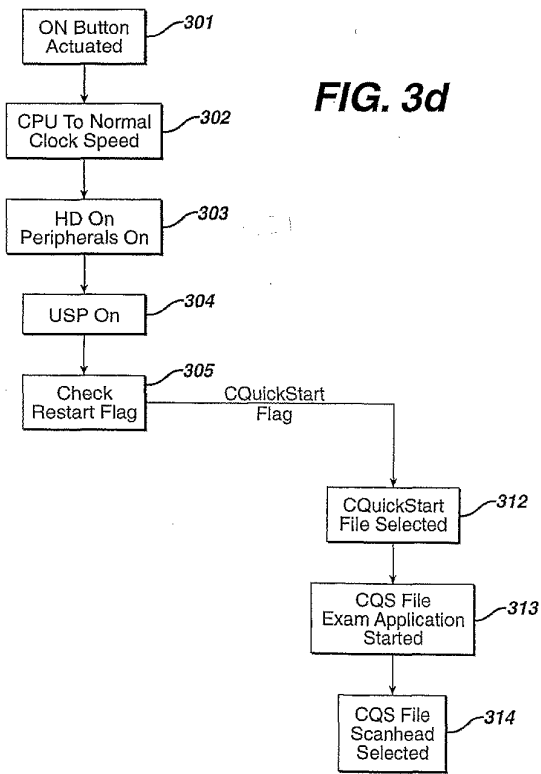 ON Button
Actuated
301
FIG. 3d
CPU To Normal
Clock Speed
302
HD On
Peripherals On
303
USP On
304
Check
Restart Flag
305
CQuickStart
Flag
CQuickStart
File Selected
312
CQS File
Exam Application
Started
313
CQS File
Scanhead
Selected
314